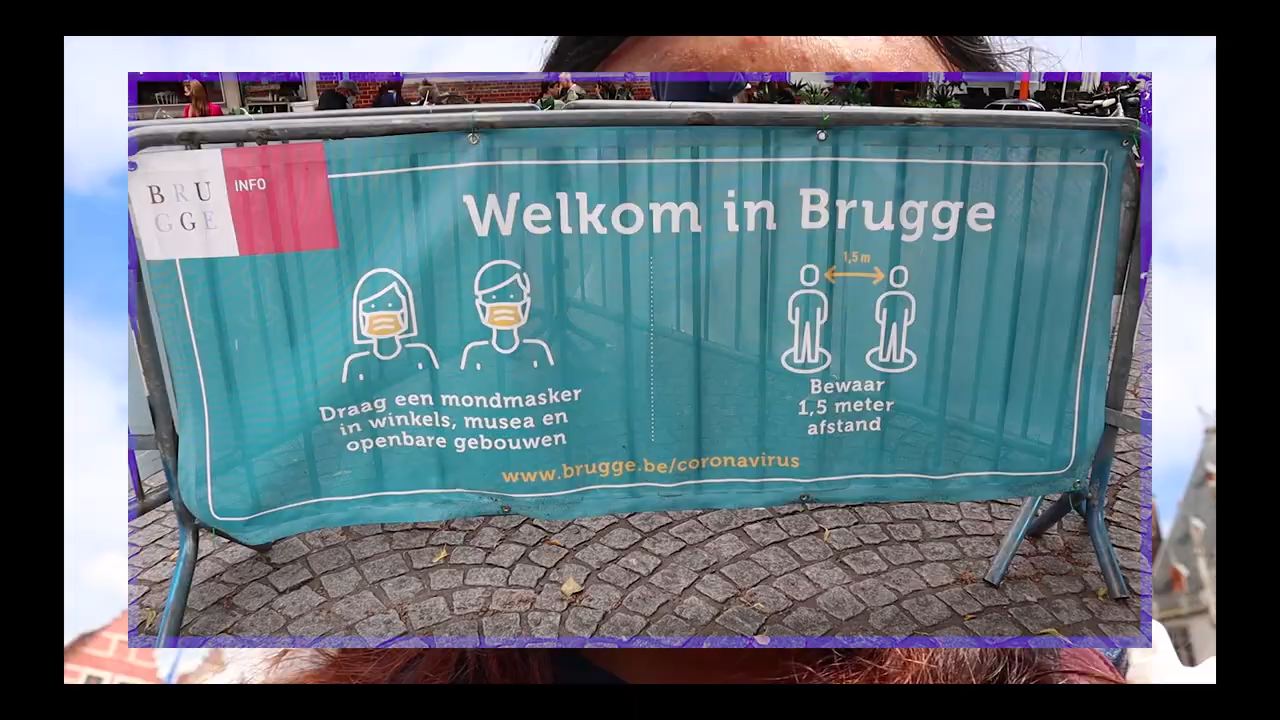 BRU
GGE
INFO
Welkom in Brugge
1,5 m
Draag een mondmasker
in winkels, musea en
openbare gebouwen
Bewaar
1,5 meter
afstand
www.brugge.be/coronavirus